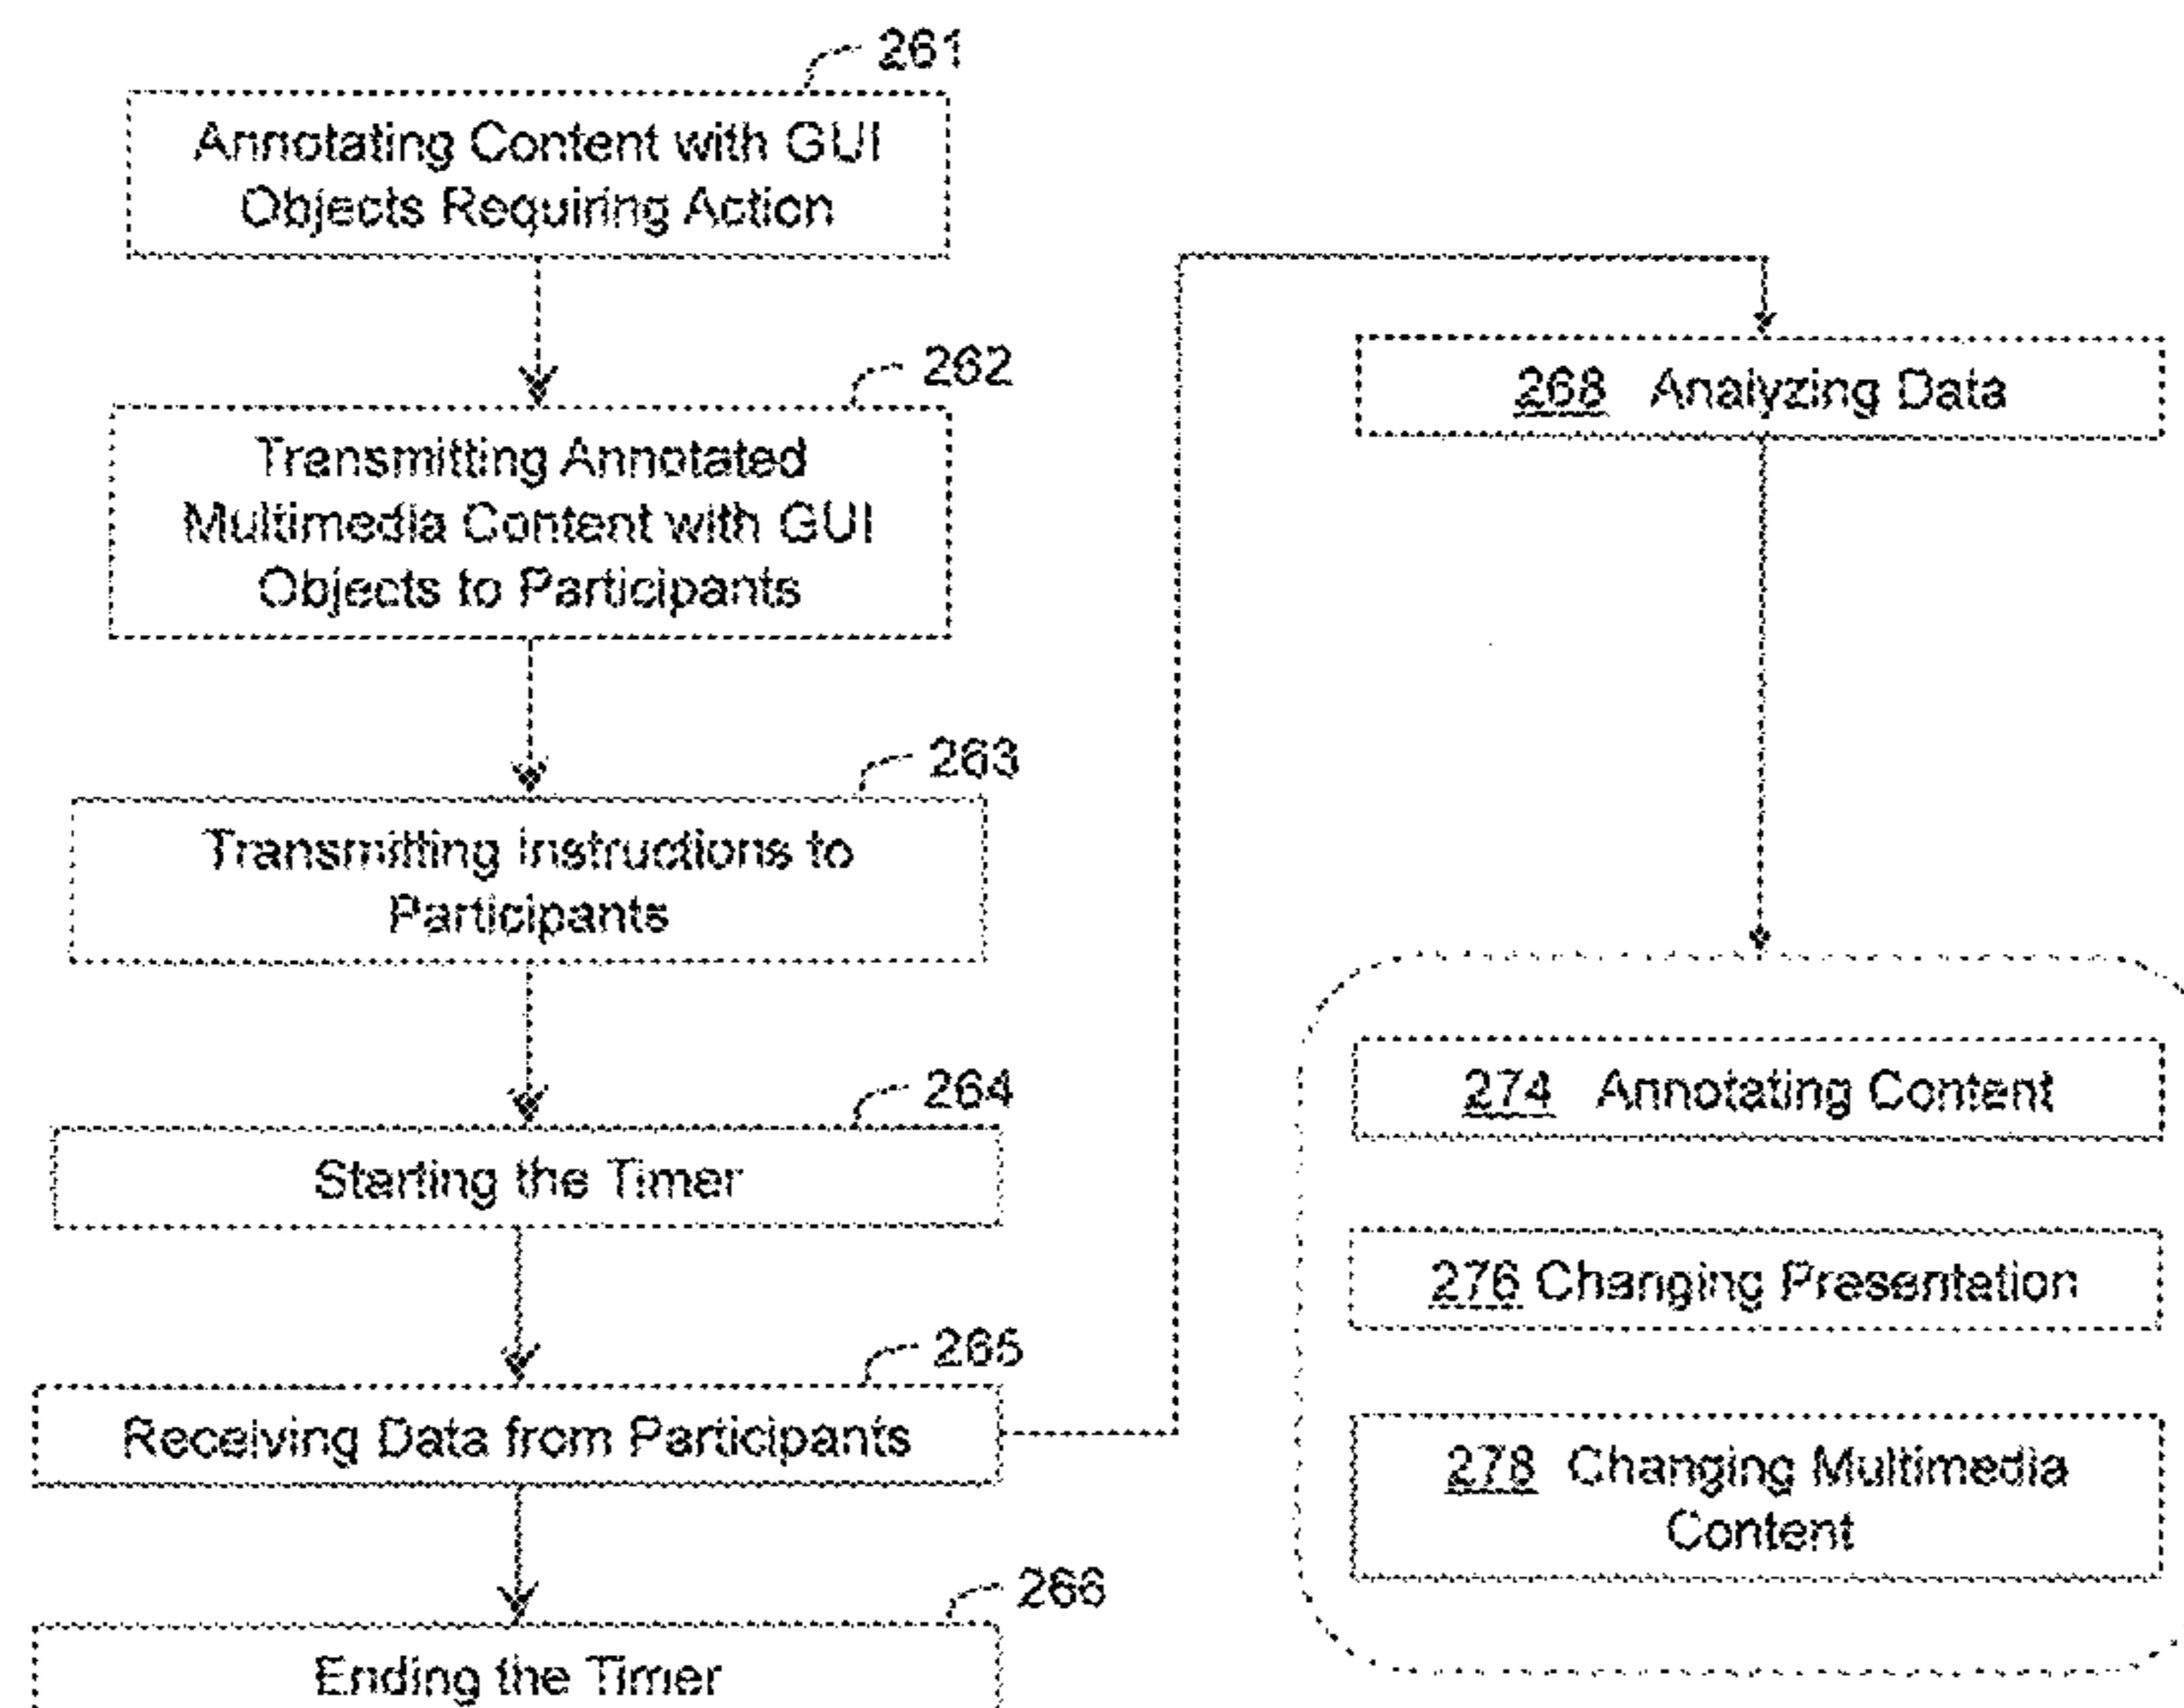 261
Annotating Content with GUI
Objects Requiring Action
262
Transmitting Annotated
Multimedia Content with GUI
Objects to Participants
263
Transmitting Instructions to
Participants
264
Starting the Timer
265
Receiving Data from Participants
266
Ending the Timer
268 Analyzing Data
274 Annotating Content
276 Changing Presentation
278 Changing Multimedia
Content